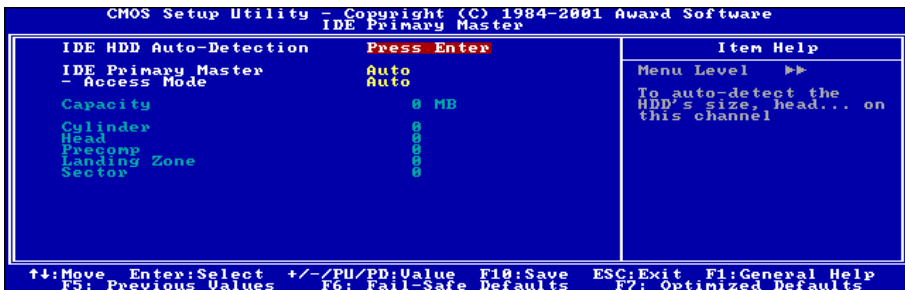 CMOS Setup Utility – Copyright (C) 1984–2001 Award Software
IDE Primary Master
IDE HDD Auto-Detection Press Enter Item Help
IDE Primary Master Auto Menu Level ▶▶
– Access Mode Auto
To auto-detect the
Capacity 0 MB HDD's size, head... on
this channel
Cylinder 0
Head 0
Precomp 0
Landing Zone 0
Sector 0
↑↓:Move Enter:Select +/-/PU/PD:Value F10:Save ESC:Exit F1:General Help
F5: Previous Values F6: Fail-Safe Defaults F7: Optimized Defaults